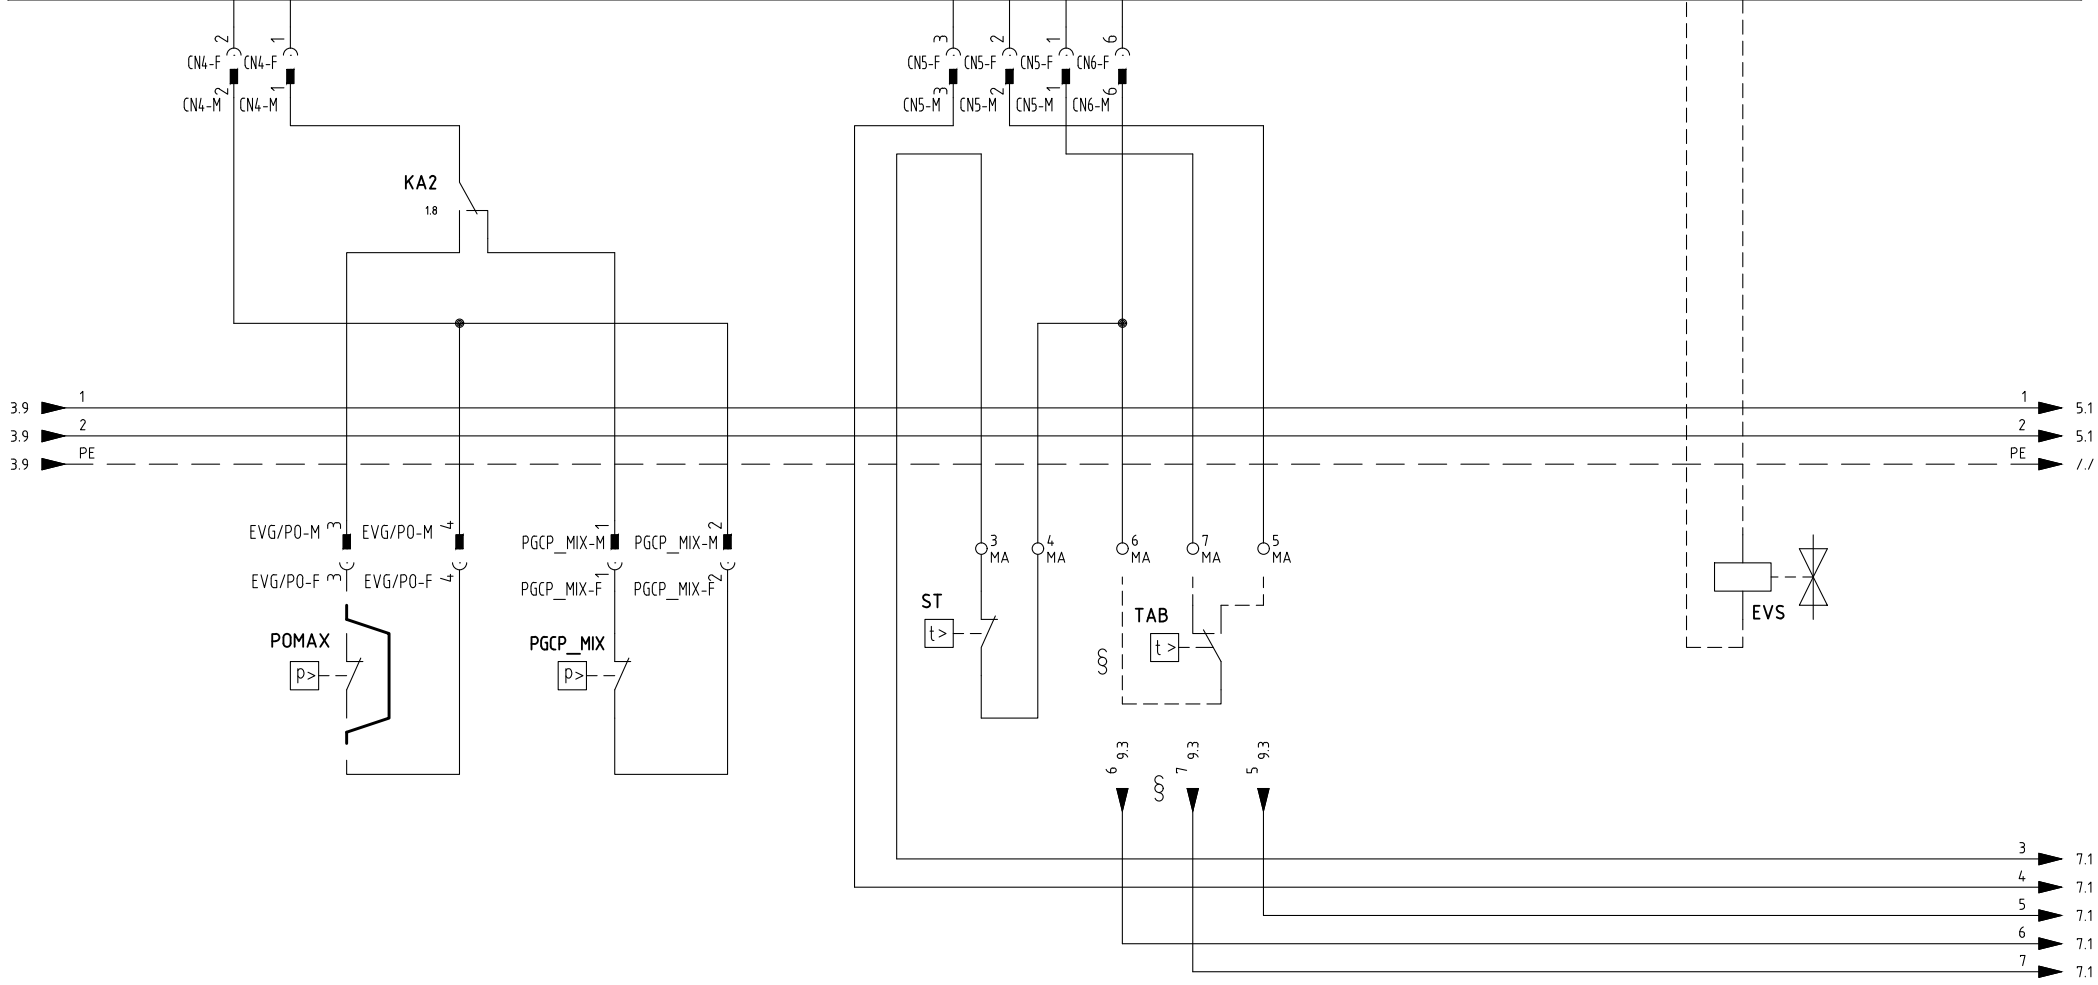 2 1 3 2 1 6
CN4-F CN4-F CN5-F CN5-F CN5-F CN6-F
2 1 3 2 1 6
CN4-M CN4-M CN5-M CN5-M CN5-M CN6-M
KA2
1.8
3.9 1 1 5.1
3.9 2 2 5.1
3.9 PE PE /./
3 4 1 2
EVG/PO-M EVG/PO-M PGCP_MIX-M PGCP_MIX-M
3 4 6 7 5
MA MA MA MA MA
3 4 1 2
EVG/PO-F EVG/PO-F PGCP_MIX-F PGCP_MIX-F
ST TAB EVS
t> t>
POMAX PGCP_MIX
p> p>
§
9.3 9.3 9.3
6 7 5
§
3 7.1
4 7.1
5 7.1
6 7.1
7 7.1